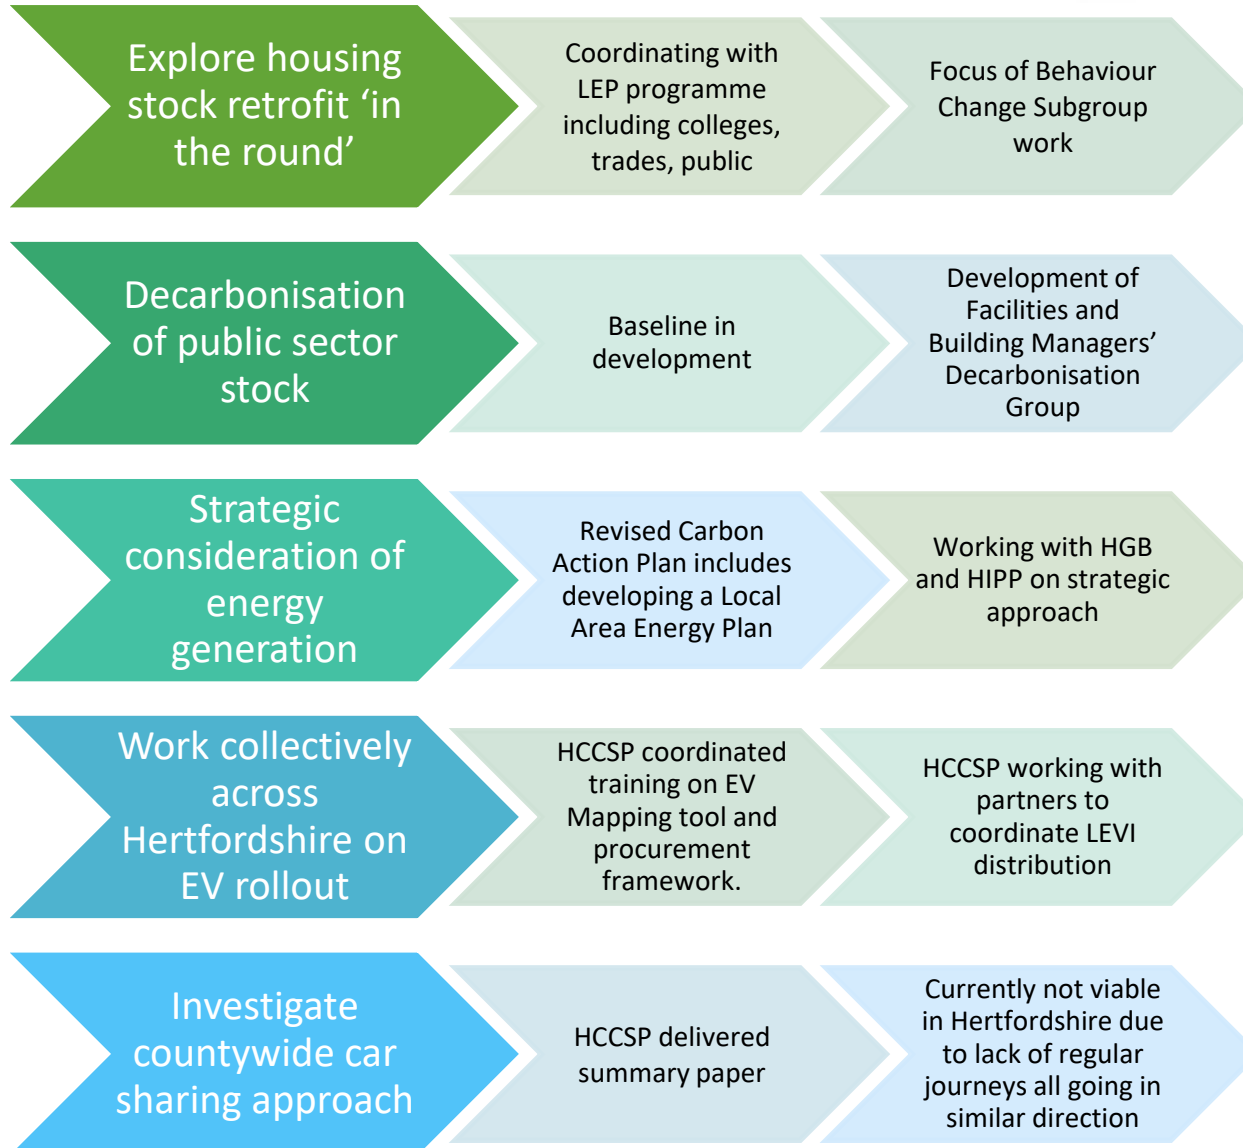 Explore housing
stock retrofit ‘in
the round’
Coordinating with
LEP programme
including colleges,
trades, public
Focus of Behaviour
Change Subgroup
work
Decarbonisation
of public sector
stock
Baseline in
development
Development of
Facilities and
Building Managers’
Decarbonisation
Group
Strategic
consideration of
energy
generation
Revised Carbon
Action Plan includes
developing a Local
Area Energy Plan
Working with HGB
and HIPP on strategic
approach
Work collectively
across
Hertfordshire on
EV rollout
HCCSP coordinated
training on EV
Mapping tool and
procurement
framework.
HCCSP working with
partners to
coordinate LEVI
distribution
Investigate
countywide car
sharing approach
HCCSP delivered
summary paper
Currently not viable
in Hertfordshire due
to lack of regular
journeys all going in
similar direction